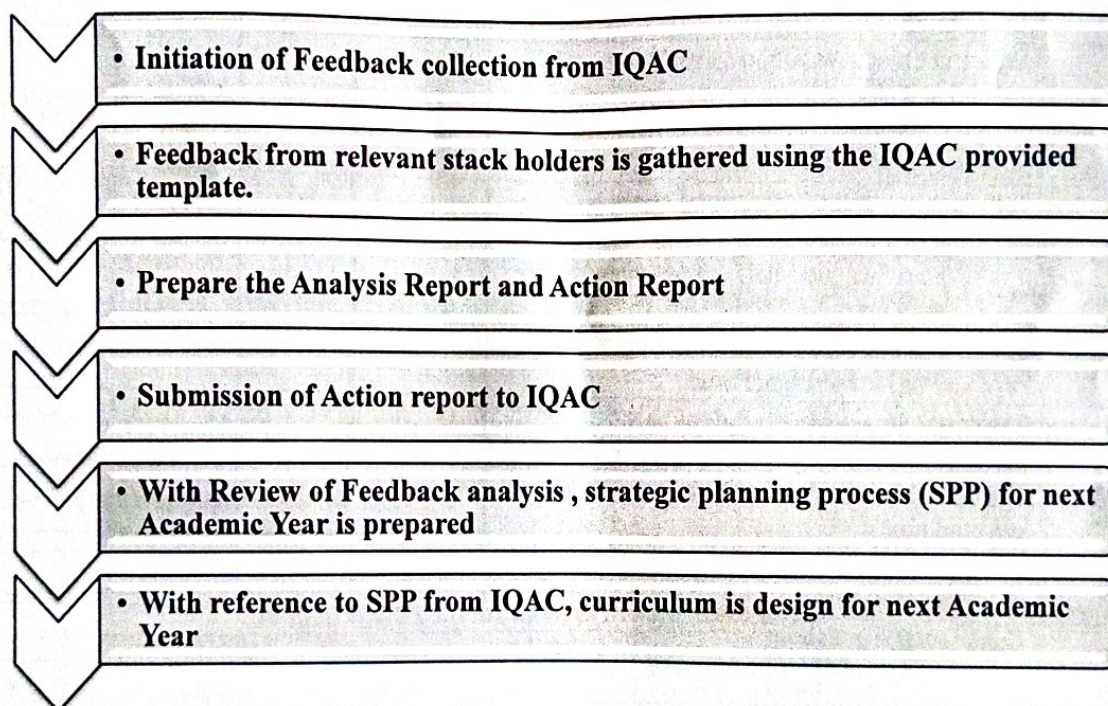 • Initiation of Feedback collection from IQAC
• Feedback from relevant stack holders is gathered using the IQAC provided
template.
• Prepare the Analysis Report and Action Report
• Submission of Action report to IQAC
• With Review of Feedback analysis , strategic planning process (SPP) for next
Academic Year is prepared
• With reference to SPP from IQAC, curriculum is design for next Academic
Year